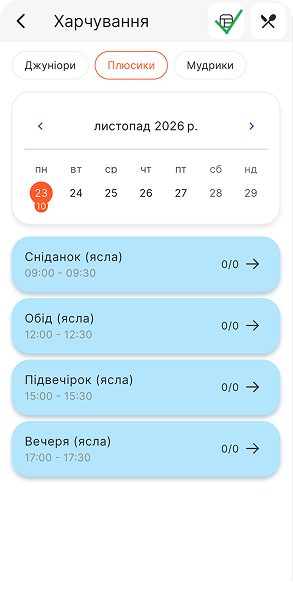 Харчування
Джуніори Плюсики Мудрики
листопад 2026 р.
пн вт ср чт пт сб нд
23 24 25 26 27 28 29
10
Сніданок (ясла)
09:00 - 09:30
0/0
Обід (ясла)
12:00 - 12:30
0/0
Підвечірок (ясла)
15:00 - 15:30
0/0
Вечеря (ясла)
17:00 - 17:30
0/0